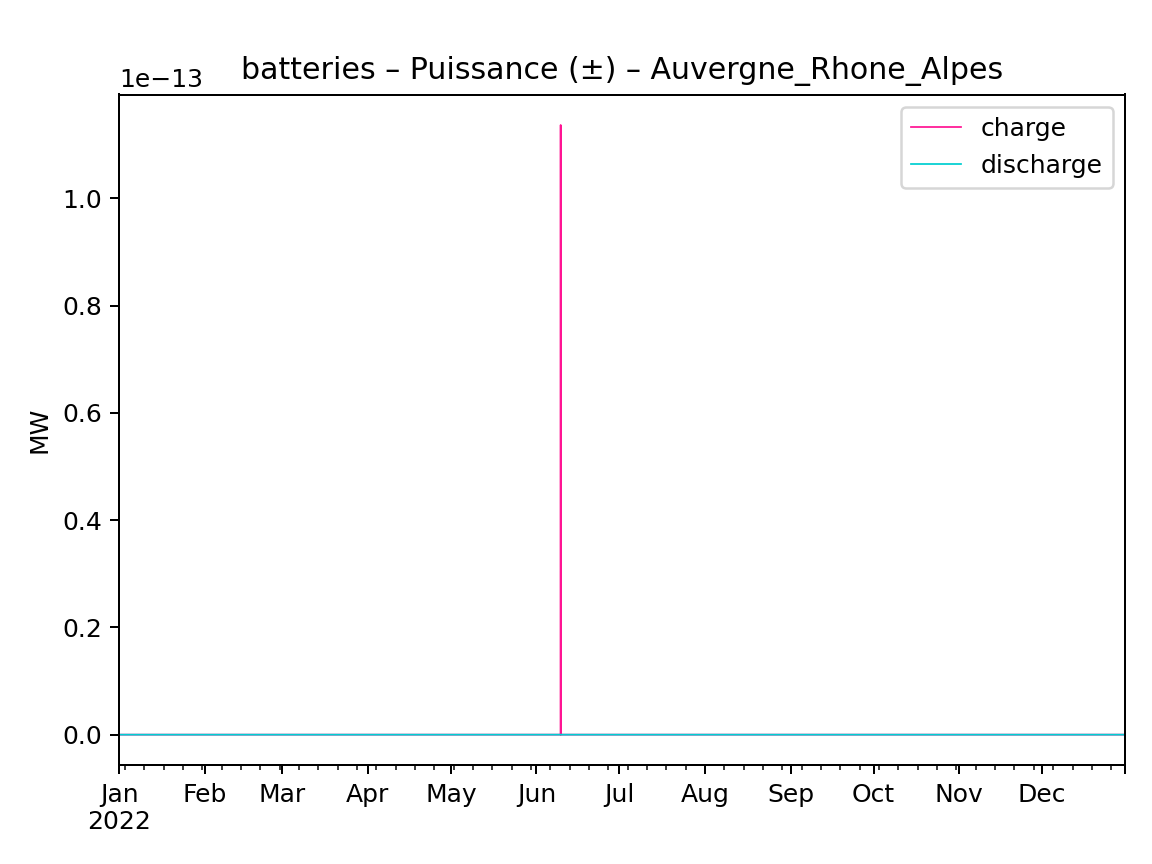 batteries – Puissance (±) – Auvergne_Rhone_Alpes
1e−13
charge
discharge
1.0
0.8
0.6
0.4
0.2
0.0
MW
Jan Feb Mar Apr May Jun Jul Aug Sep Oct Nov Dec
2022